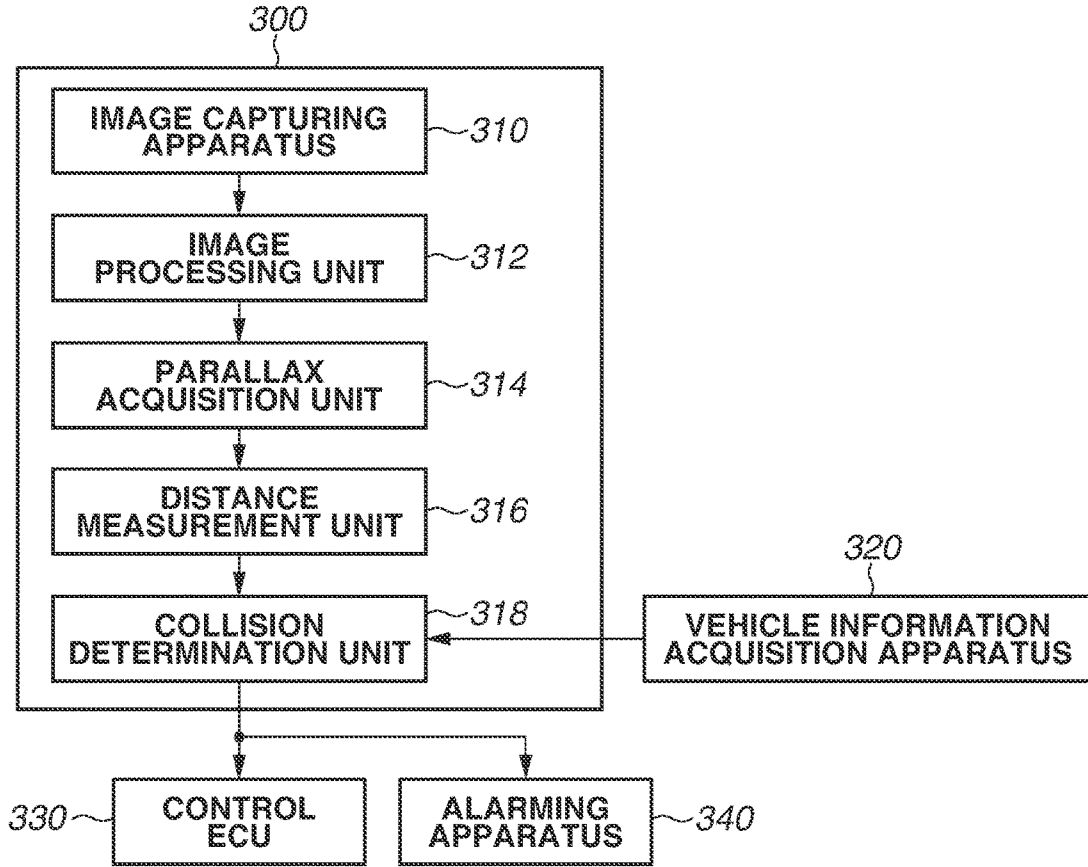 300
IMAGE CAPTURING
APPARATUS
310
IMAGE
PROCESSING UNIT
312
PARALLAX
ACQUISITION UNIT
314
DISTANCE
MEASUREMENT UNIT
316
COLLISION
DETERMINATION UNIT
318
320
VEHICLE INFORMATION
ACQUISITION APPARATUS
330
CONTROL
ECU
ALARMING
APPARATUS
340